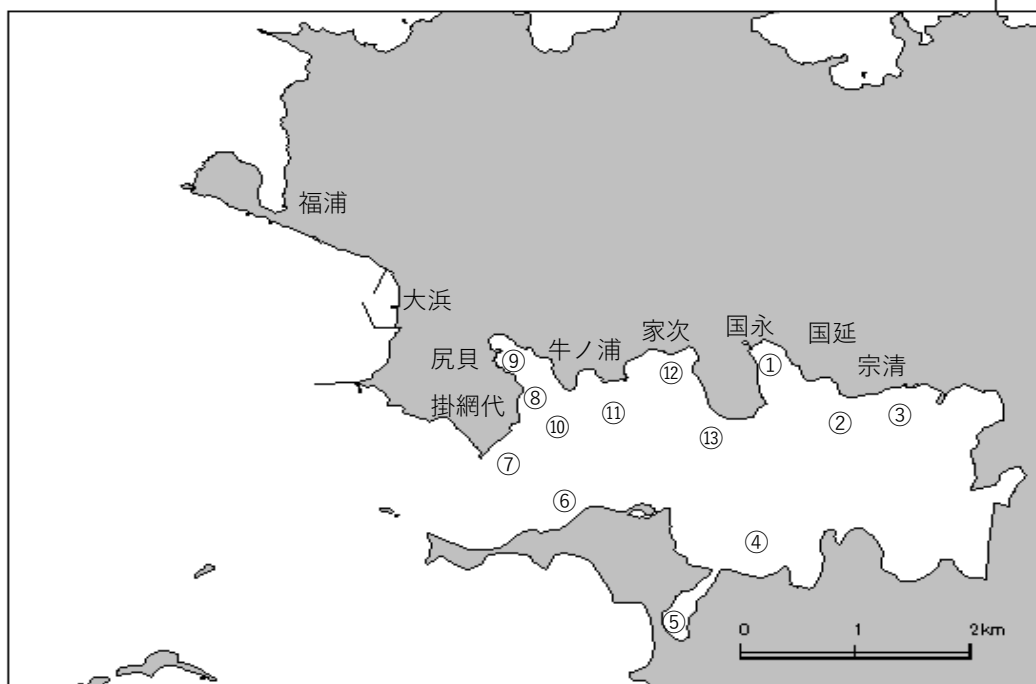 福浦
大浜
尻貝
掛網代
牛ノ浦
家次
国永
国延
宗清
①
②
③
④
⑤
⑥
⑦
⑧
⑨
⑩
⑪
⑫
⑬
0 1 2km